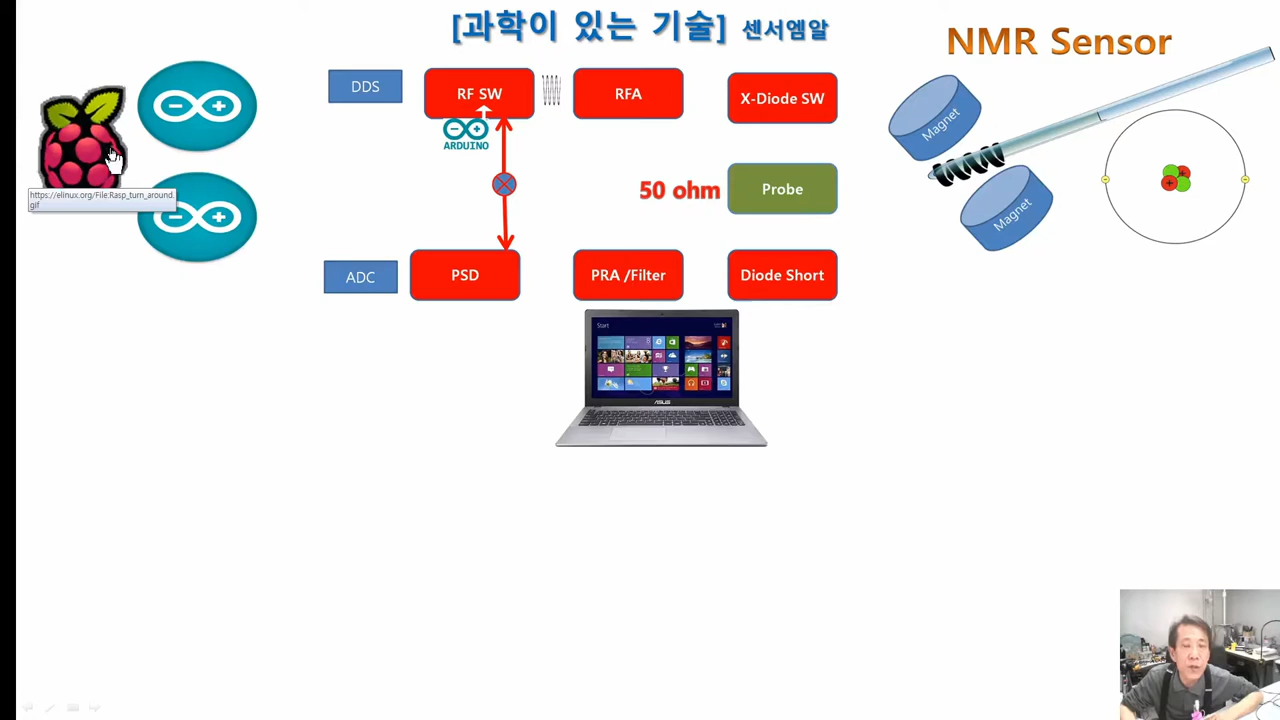 [과학이 있는 기술] 센서엠알
NMR Sensor
DDS
RF SW
RFA
X-Diode SW
Magnet
ARDUINO
https://elinux.org/File:Rasp_turn_around.
gif
50 ohm
Probe
Magnet
ADC
PSD
PRA /Filter
Diode Short
Start
ASUS